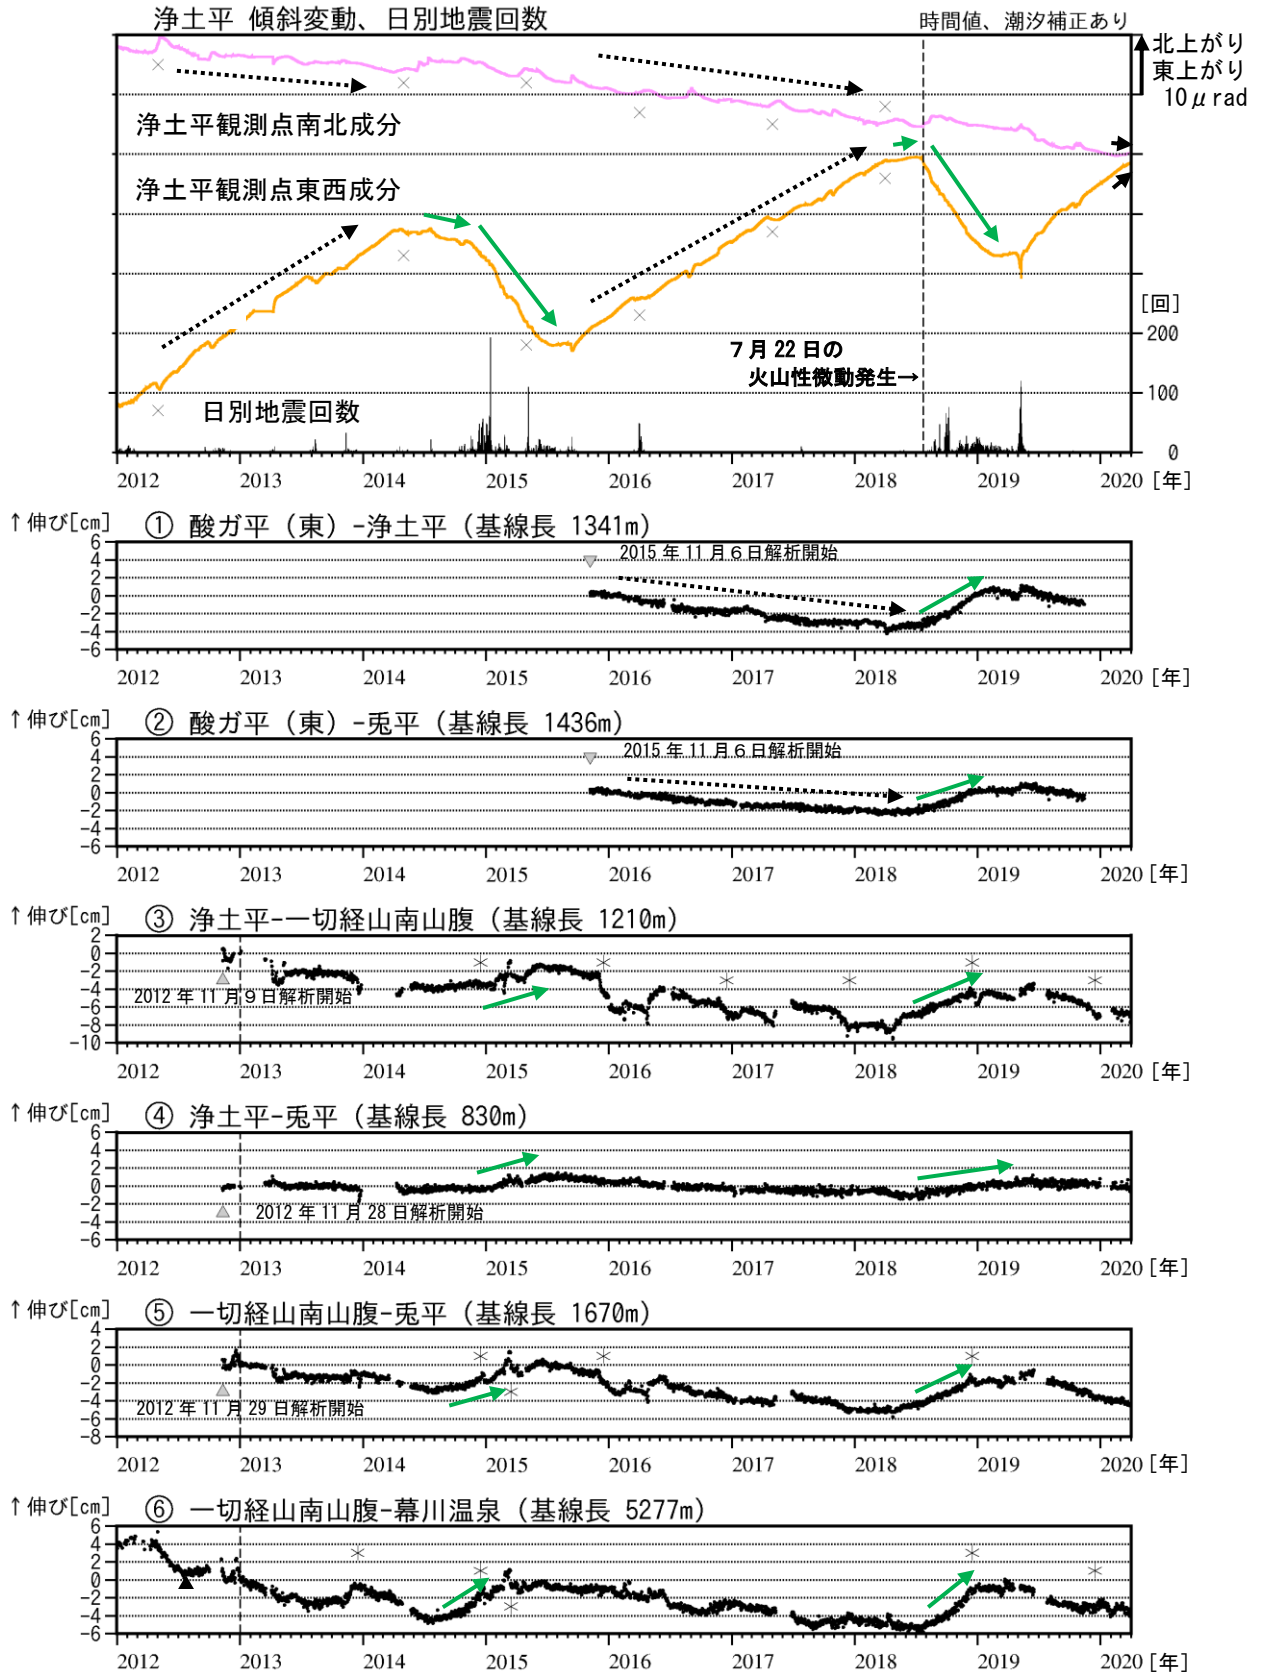 浄土平 傾斜変動、日別地震回数
時間値、潮汐補正あり
北上がり
東上がり
10μrad
浄土平観測点南北成分
浄土平観測点東西成分
[回]
200
7月22日の
火山性微動発生→
100
日別地震回数
0
2012 2013 2014 2015 2016 2017 2018 2019 2020 [年]
↑伸び[cm] ① 酸ガ平（東）-浄土平（基線長 1341m）
2015年11月6日解析開始
6
4
2
0
-2
-4
-6
2012 2013 2014 2015 2016 2017 2018 2019 2020 [年]
↑伸び[cm] ② 酸ガ平（東）-兎平（基線長 1436m）
2015年11月6日解析開始
6
4
2
0
-2
-4
-6
2012 2013 2014 2015 2016 2017 2018 2019 2020 [年]
↑伸び[cm] ③ 浄土平-一切経山南山腹（基線長 1210m）
2
0
-2
-4
-6
-8
-10
2012年11月9日解析開始
2012 2013 2014 2015 2016 2017 2018 2019 2020 [年]
↑伸び[cm] ④ 浄土平-兎平（基線長 830m）
6
4
2
0
-2
-4
-6
2012年11月28日解析開始
2012 2013 2014 2015 2016 2017 2018 2019 2020 [年]
↑伸び[cm] ⑤ 一切経山南山腹-兎平（基線長 1670m）
4
2
0
-2
-4
-6
-8
2012年11月29日解析開始
2012 2013 2014 2015 2016 2017 2018 2019 2020 [年]
↑伸び[cm] ⑥ 一切経山南山腹-幕川温泉（基線長 5277m）
6
4
2
0
-2
-4
-6
2012 2013 2014 2015 2016 2017 2018 2019 2020 [年]